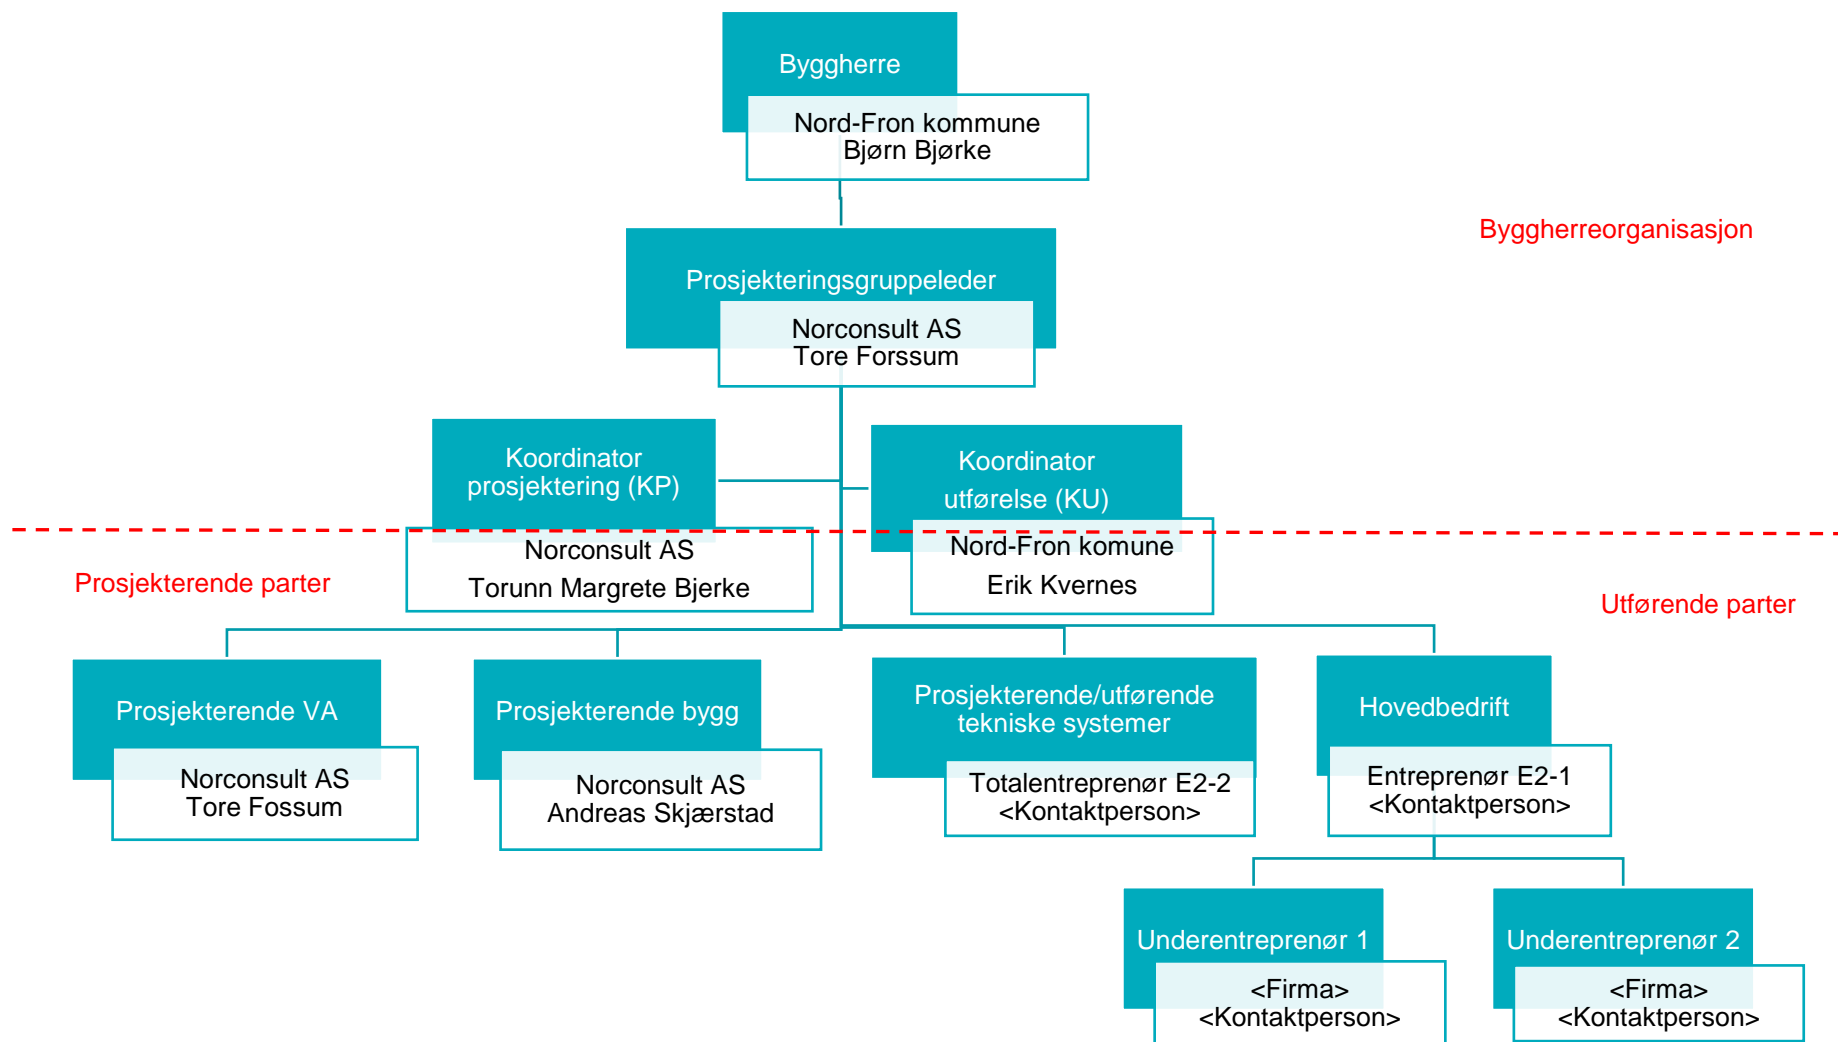 Byggherre
Nord-Fron kommune
Bjørn Bjørke
Byggherreorganisasjon
Prosjekteringsgruppeleder
Norconsult AS
Tore Forssum
Koordinator
prosjektering (KP)
Norconsult AS
Torunn Margrete Bjerke
Koordinator
utførelse (KU)
Nord-Fron komune
Erik Kvernes
Prosjekterende parter
Utførende parter
Prosjekterende VA
Norconsult AS
Tore Fossum
Prosjekterende bygg
Norconsult AS
Andreas Skjærstad
Prosjekterende/utførende
tekniske systemer
Totalentreprenør E2-2
<Kontaktperson>
Hovedbedrift
Entreprenør E2-1
<Kontaktperson>
Underentreprenør 1
<Firma>
<Kontaktperson>
Underentreprenør 2
<Firma>
<Kontaktperson>